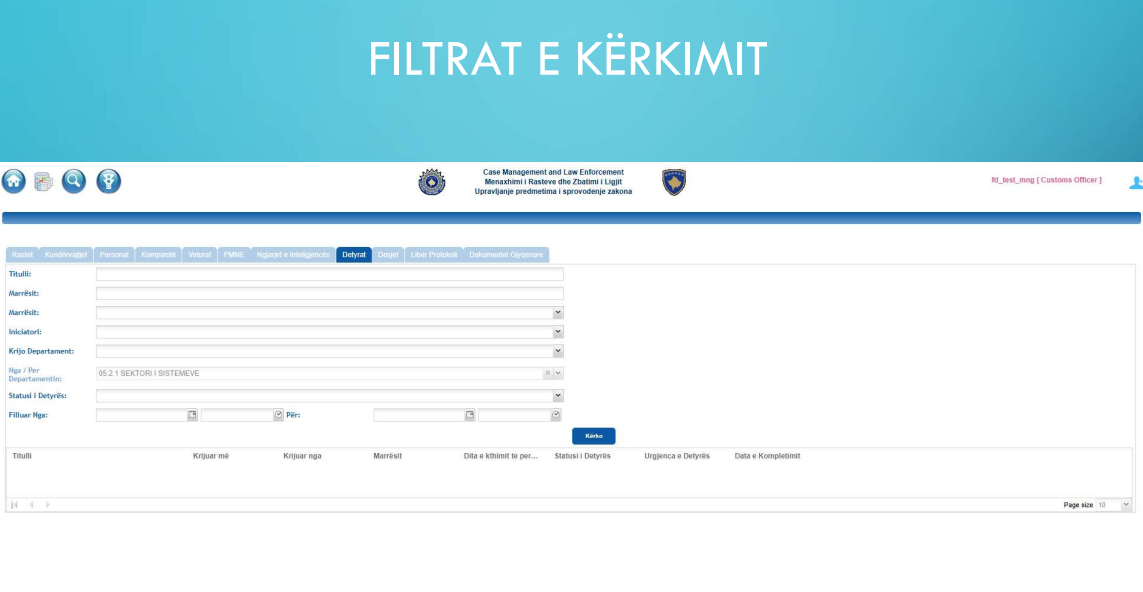 FILTRAT E KËRKIMIT
Case Management and Law Enforcement
Menaxhimi i Rasteve dhe Zbatimi i Ligjit
Upravljanje predmetima i sprovođenje zakona
fd_test_mng [ Customs Officer ]
Rastet Kundërvajtjet Personat Kompanitë Veturat PMNE Ngjarjet e Inteligjencës Detyrat Dosjet Liber Protokoli Dokumentet Gjyqesore
Titulli:
Marrësit:
Marrësit:
Iniciatori:
Krijo Departament:
Nga / Per
Departamentin: 05.2.1 SEKTORI I SISTEMEVE
Statusi i Detyrës:
Filluar Nga: Për:
Kërko
Titulli Krijuar më Krijuar nga Marrësit Dita e kthimit te per... Statusi i Detyrës Urgjenca e Detyrës Data e Kompletimit
Page size 10